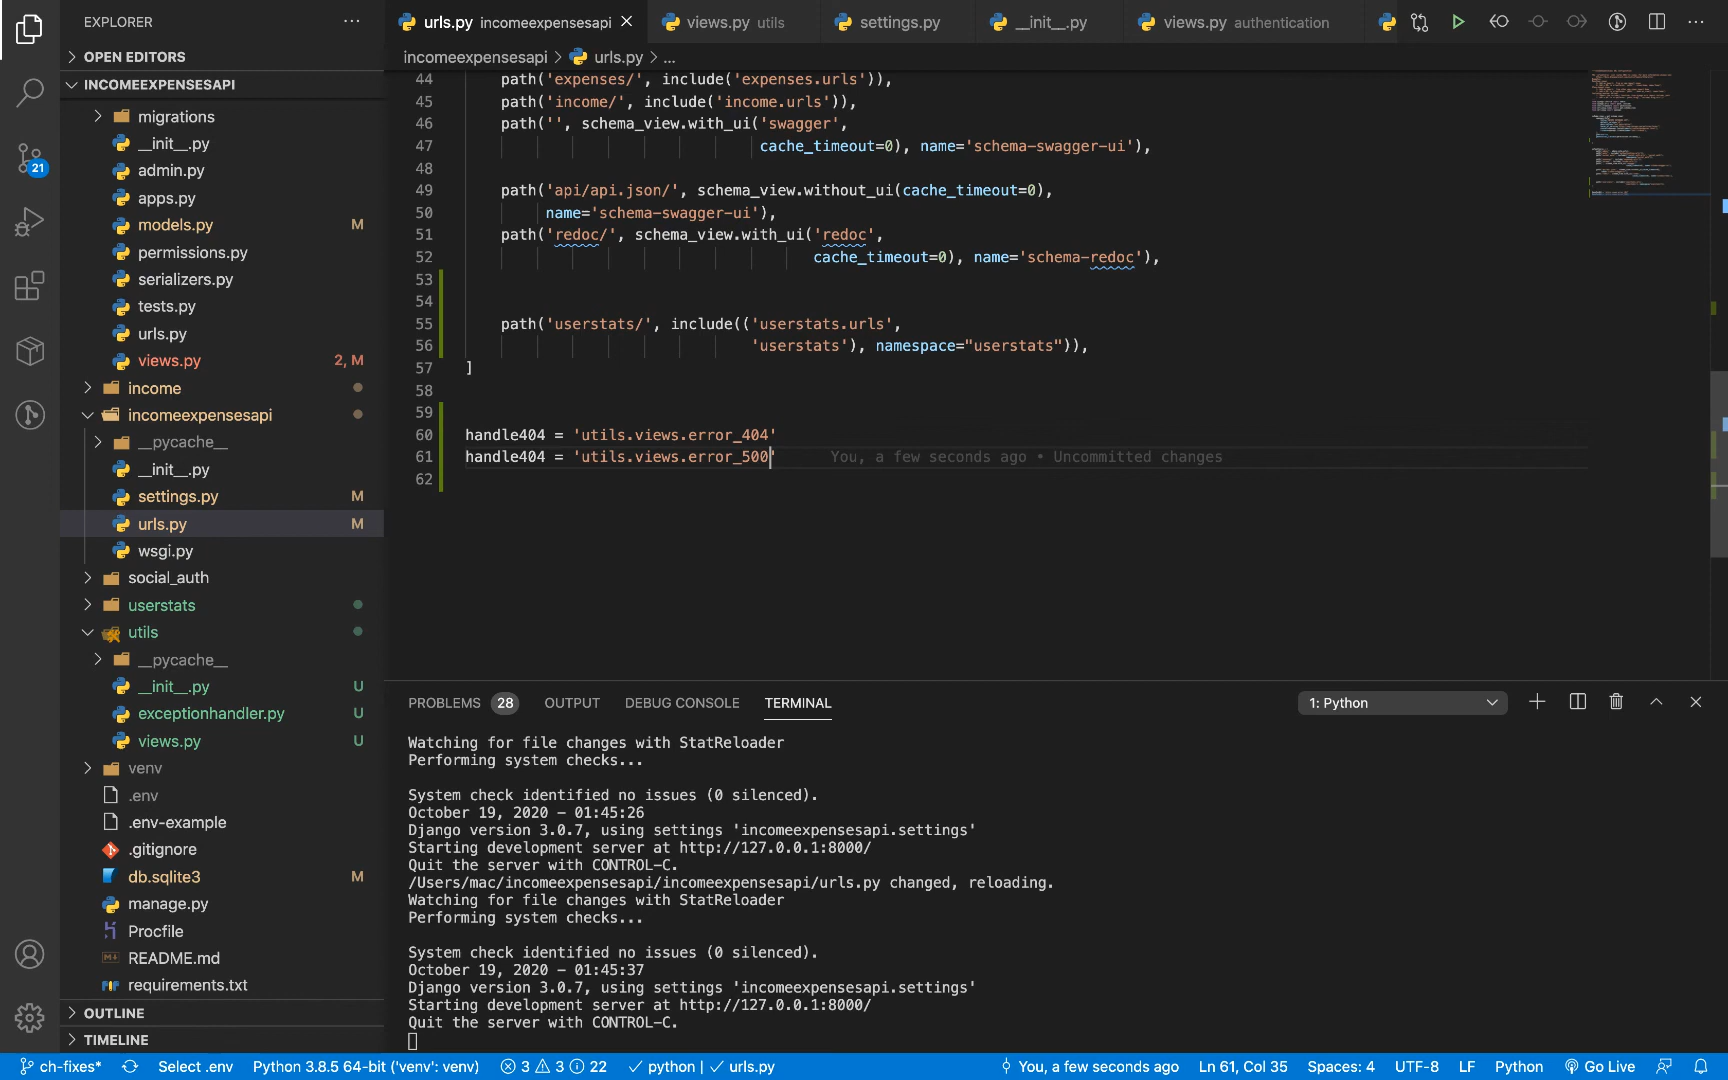 EXPLORER
OPEN EDITORS
INCOMEEXPENSESAPI
migrations
__init__.py
admin.py
apps.py
models.py M
permissions.py
serializers.py
tests.py
urls.py
views.py 2, M
income
incomeexpensesapi
__pycache__
__init__.py
settings.py M
urls.py M
wsgi.py
social_auth
userstats
utils
__pycache__
__init__.py U
exceptionhandler.py U
views.py U
venv
.env
.env-example
.gitignore
db.sqlite3 M
manage.py
Procfile
README.md
requirements.txt
OUTLINE
TIMELINE
21
urls.py incomeexpensesapi
views.py utils
settings.py
__init__.py
views.py authentication
incomeexpensesapi > urls.py > ...
44 path('expenses/', include('expenses.urls')),
45 path('income/', include('income.urls')),
46 path('', schema_view.with_ui('swagger',
47 cache_timeout=0), name='schema-swagger-ui'),
48
49 path('api/api.json/', schema_view.without_ui(cache_timeout=0),
50 name='schema-swagger-ui'),
51 path('redoc/', schema_view.with_ui('redoc',
52 cache_timeout=0), name='schema-redoc'),
53
54
55 path('userstats/', include(('userstats.urls',
56 'userstats'), namespace="userstats")),
57 ]
58
59
60 handle404 = 'utils.views.error_404'
61 handle404 = 'utils.views.error_500' You, a few seconds ago • Uncommitted changes
62
PROBLEMS 28 OUTPUT DEBUG CONSOLE TERMINAL 1: Python
Watching for file changes with StatReloader
Performing system checks...
System check identified no issues (0 silenced).
October 19, 2020 - 01:45:26
Django version 3.0.7, using settings 'incomeexpensesapi.settings'
Starting development server at http://127.0.0.1:8000/
Quit the server with CONTROL-C.
/Users/mac/incomeexpensesapi/incomeexpensesapi/urls.py changed, reloading.
Watching for file changes with StatReloader
Performing system checks...
System check identified no issues (0 silenced).
October 19, 2020 - 01:45:37
Django version 3.0.7, using settings 'incomeexpensesapi.settings'
Starting development server at http://127.0.0.1:8000/
Quit the server with CONTROL-C.
ch-fixes* Select .env Python 3.8.5 64-bit ('venv': venv) 3 3 22 python | urls.py You, a few seconds ago Ln 61, Col 35 Spaces: 4 UTF-8 LF Python Go Live